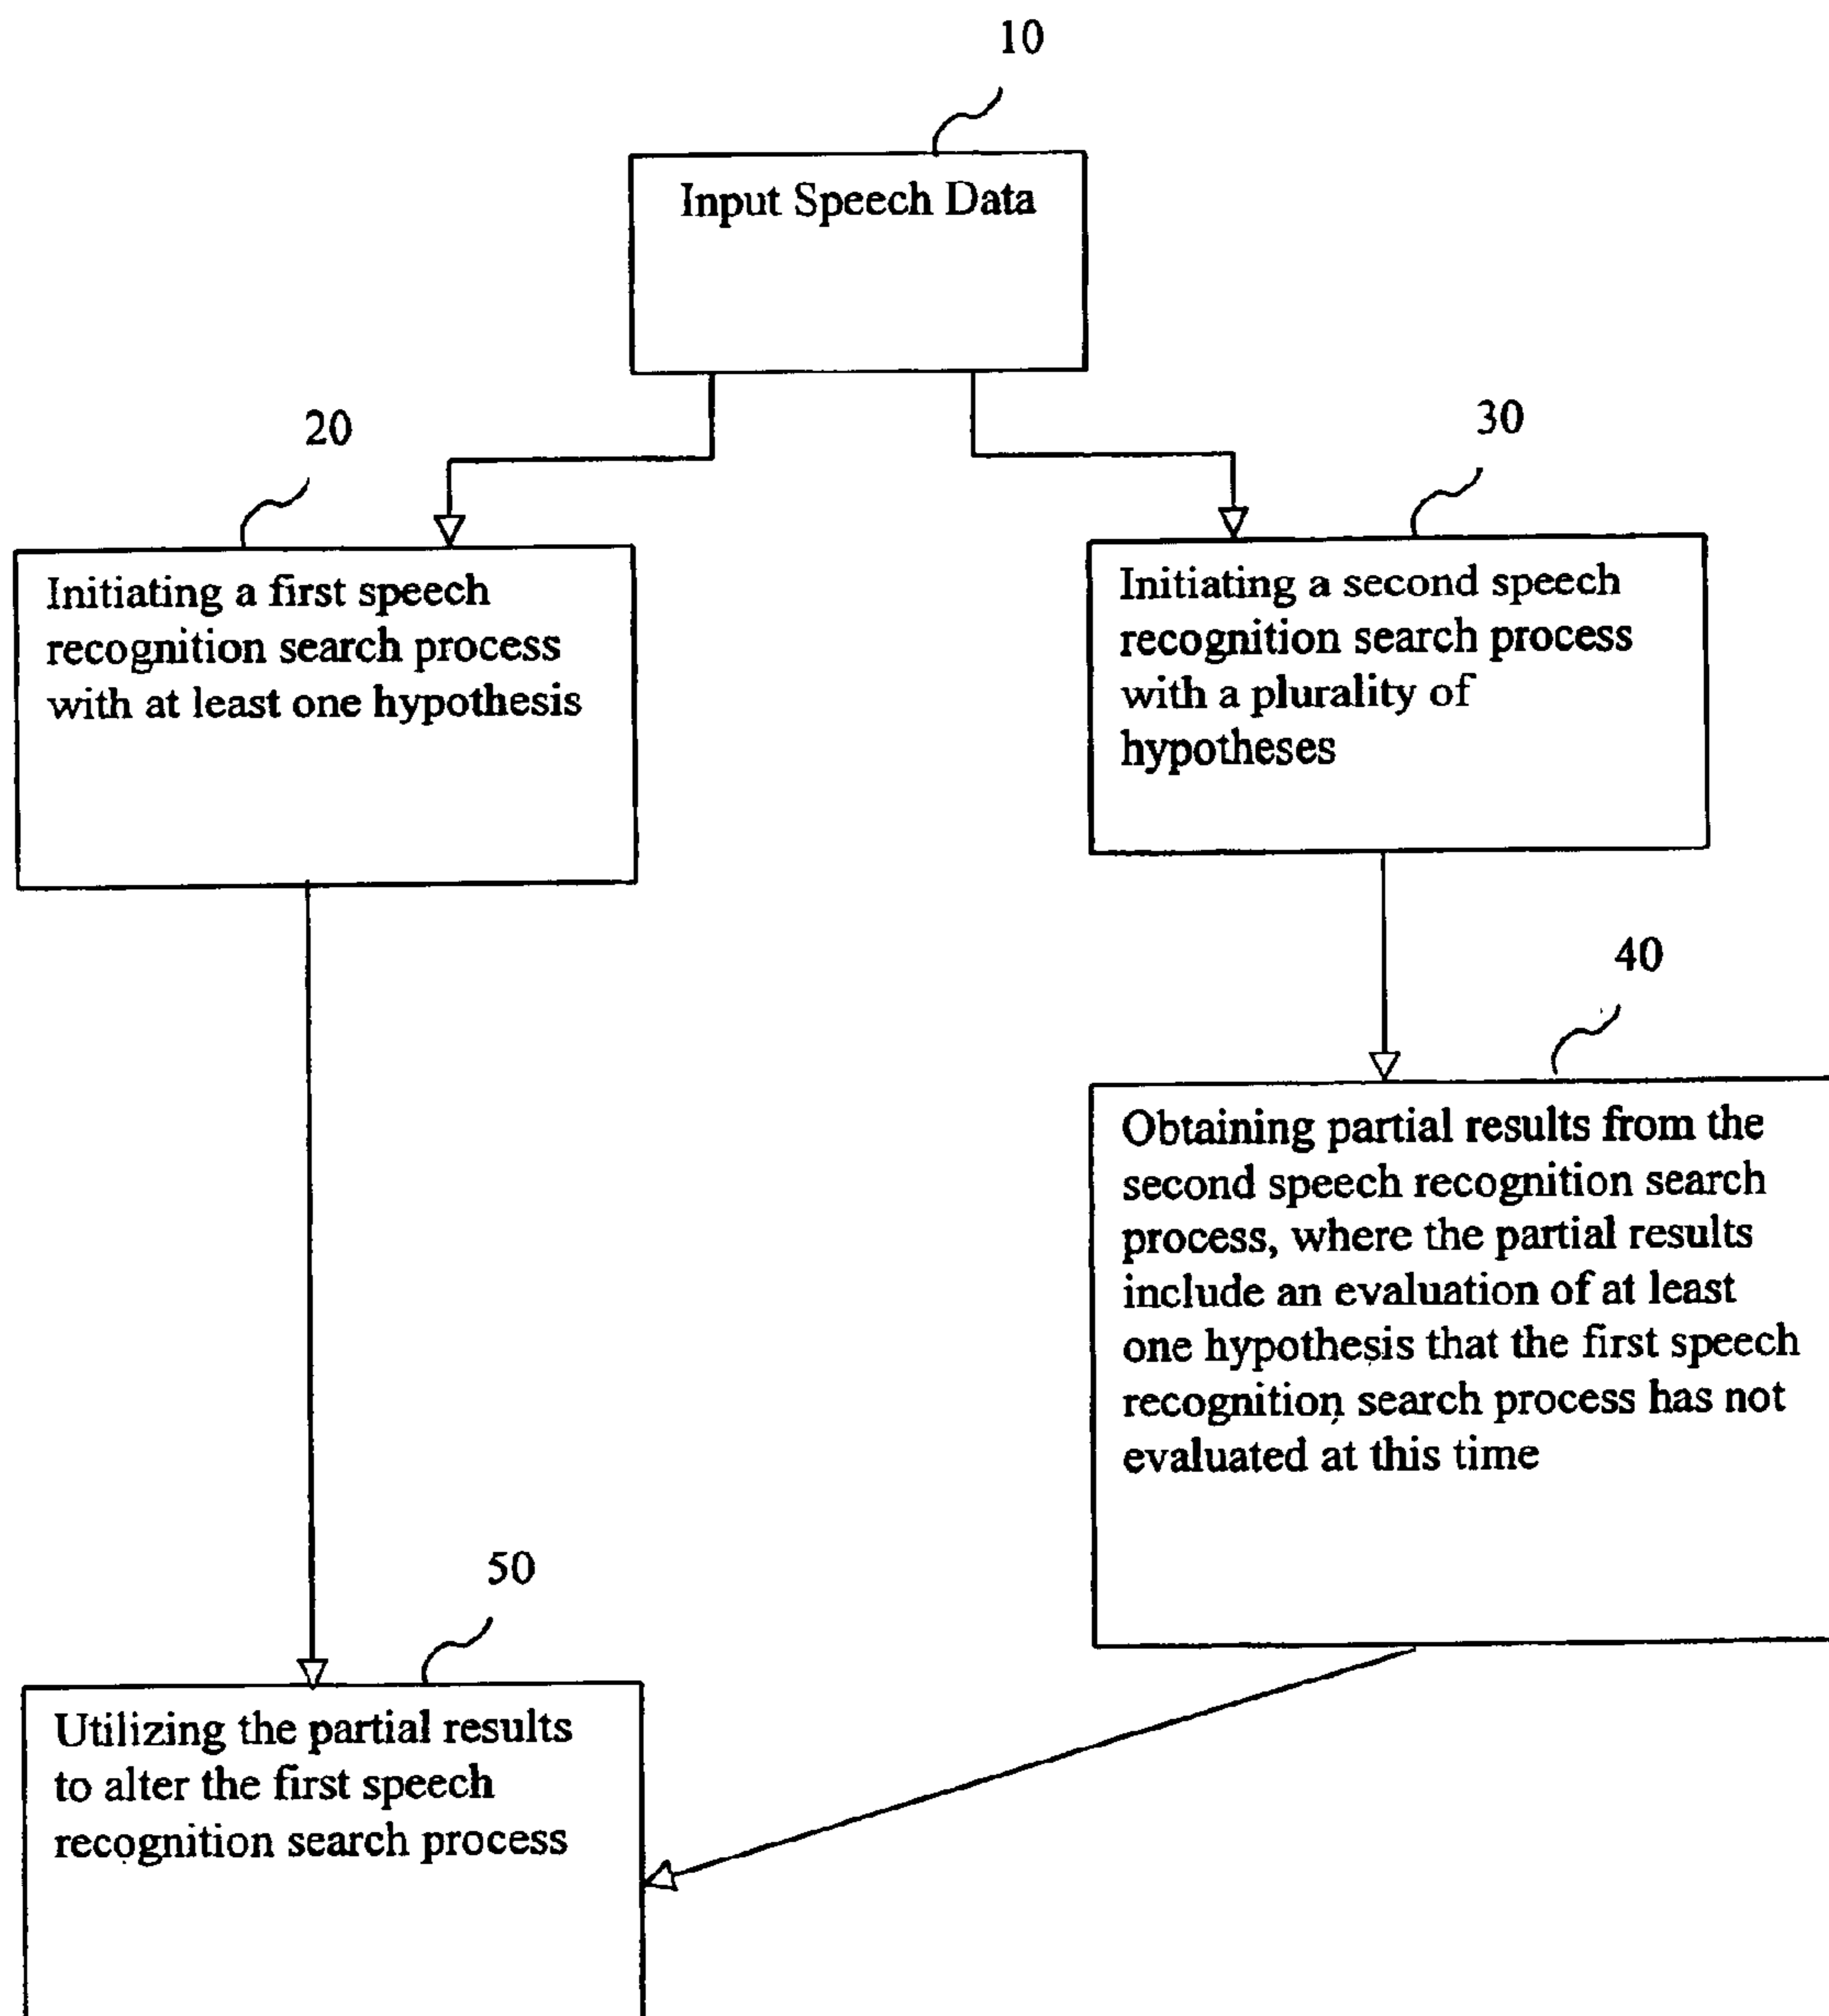 10
Input Speech Data
20
30
Initiating a first speech
recognition search process
with at least one hypothesis
Initiating a second speech
recognition search process
with a plurality of
hypotheses
40
Obtaining partial results from the
second speech recognition search
process, where the partial results
include an evaluation of at least
one hypothesis that the first speech
recognition search process has not
evaluated at this time
50
Utilizing the partial results
to alter the first speech
recognition search process